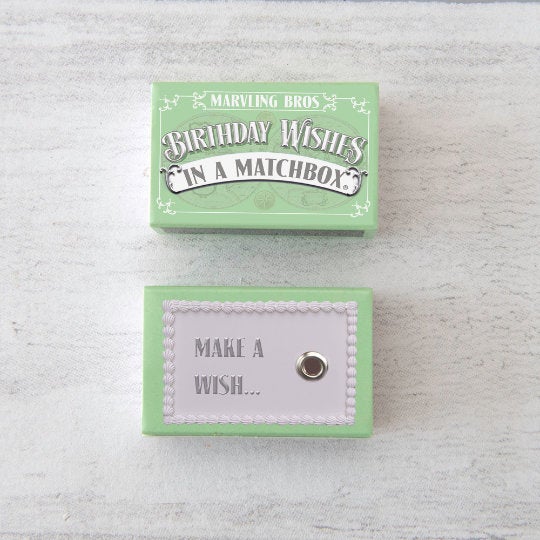 MARVLING BROS
BIRTHDAY WISHES
IN A MATCHBOX®
MAKE A
WISH...